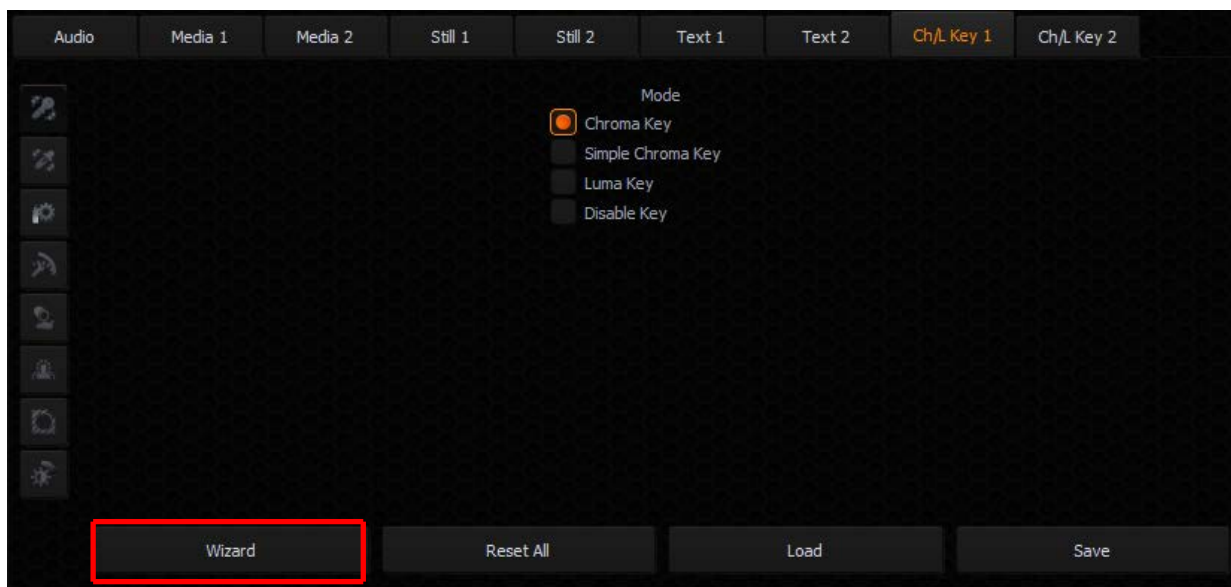 Audio Media 1 Media 2 Still 1 Still 2 Text 1 Text 2 Ch/L Key 1 Ch/L Key 2
Mode
Chroma Key
Simple Chroma Key
Luma Key
Disable Key
Wizard Reset All Load Save